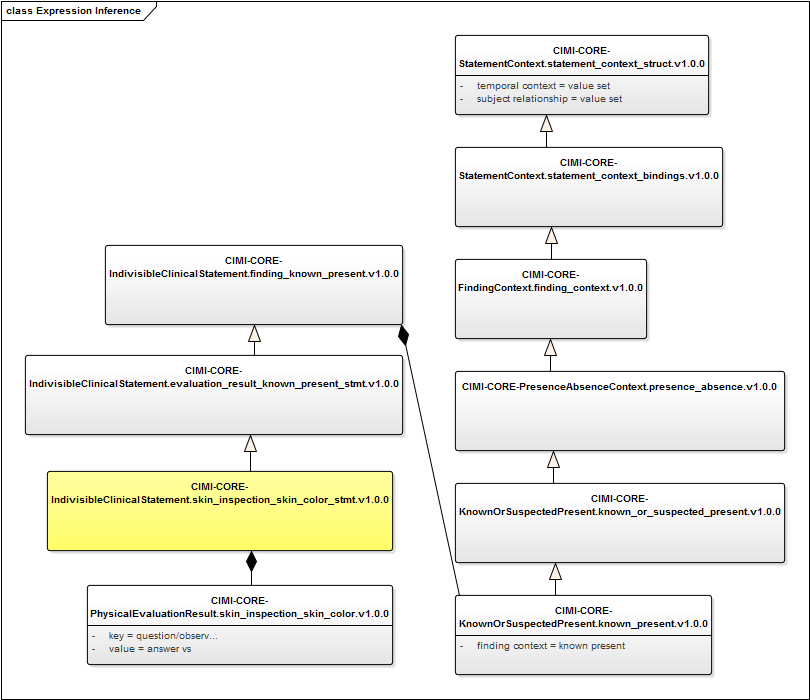 class Expression Inference
CIMI-CORE-
StatementContext.statement_context_struct.v1.0.0
- temporal context = value set
- subject relationship = value set
CIMI-CORE-
StatementContext.statement_context_bindings.v1.0.0
CIMI-CORE-
IndivisibleClinicalStatement.finding_known_present.v1.0.0
CIMI-CORE-
FindingContext.finding_context.v1.0.0
CIMI-CORE-
IndivisibleClinicalStatement.evaluation_result_known_present_stmt.v1.0.0
CIMI-CORE-PresenceAbsenceContext.presence_absence.v1.0.0
CIMI-CORE-
IndivisibleClinicalStatement.skin_inspection_skin_color_stmt.v1.0.0
CIMI-CORE-
KnownOrSuspectedPresent.known_or_suspected_present.v1.0.0
CIMI-CORE-
PhysicalEvaluationResult.skin_inspection_skin_color.v1.0.0
- key = question/observ...
- value = answer vs
CIMI-CORE-
KnownOrSuspectedPresent.known_present.v1.0.0
- finding context = known present